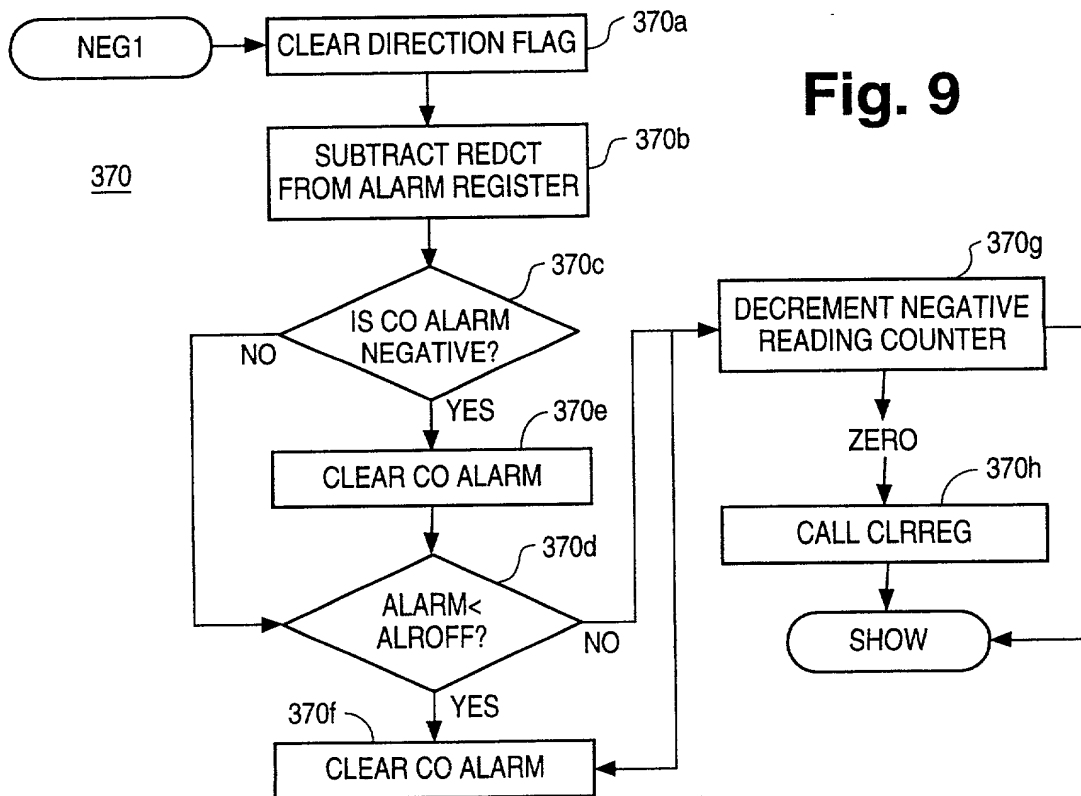 NEG1
CLEAR DIRECTION FLAG
370a
Fig. 9
370
SUBTRACT REDCT
FROM ALARM REGISTER
370b
370c
IS CO ALARM
NEGATIVE?
NO
YES
370e
CLEAR CO ALARM
370d
ALARM<
ALROFF?
NO
YES
370f
CLEAR CO ALARM
370g
DECREMENT NEGATIVE
READING COUNTER
ZERO
370h
CALL CLRREG
SHOW